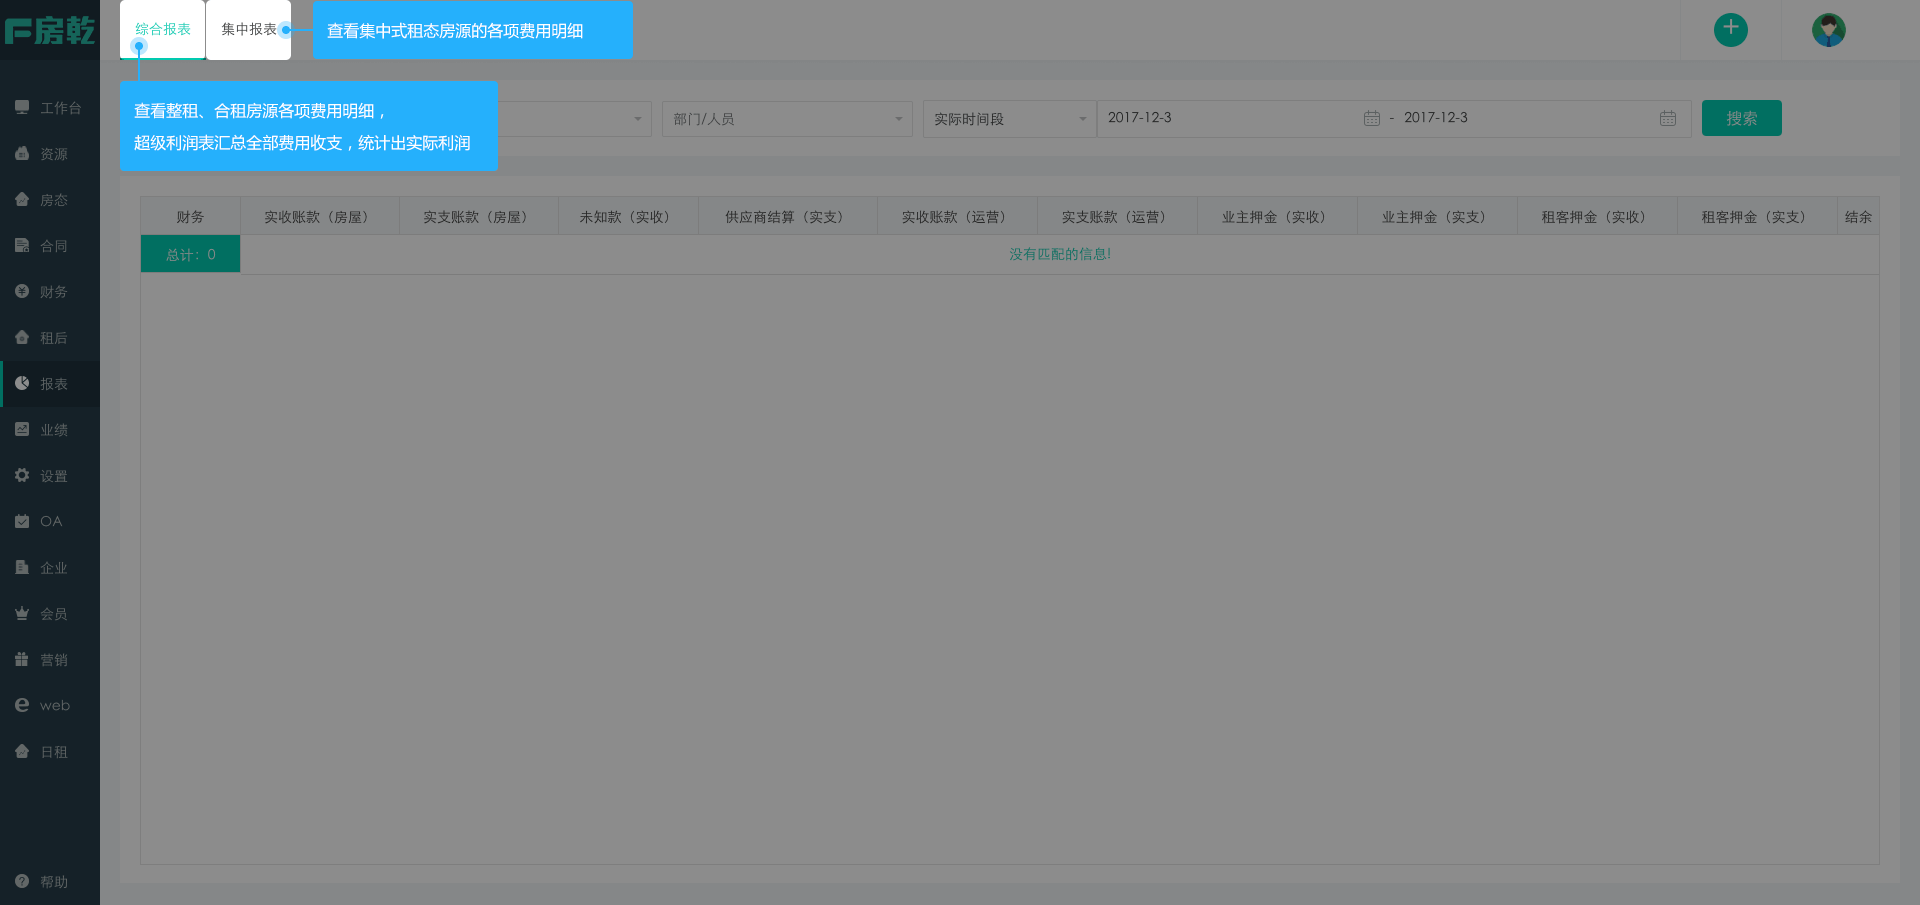 房乾
综合报表
集中报表
查看集中式租态房源的各项费用明细
查看整租、合租房源各项费用明细，
超级利润表汇总全部费用收支，统计出实际利润
部门/人员
实际时间段
2017-12-3
-
2017-12-3
搜索
工作台
资源
房态
合同
财务
租后
报表
业绩
设置
OA
企业
会员
营销
web
日租
帮助
财务
实收账款（房屋）
实支账款（房屋）
未知款（实收）
供应商结算（实支）
实收账款（运营）
实支账款（运营）
业主押金（实收）
业主押金（实支）
租客押金（实收）
租客押金（实支）
结余
总计：0
没有匹配的信息!